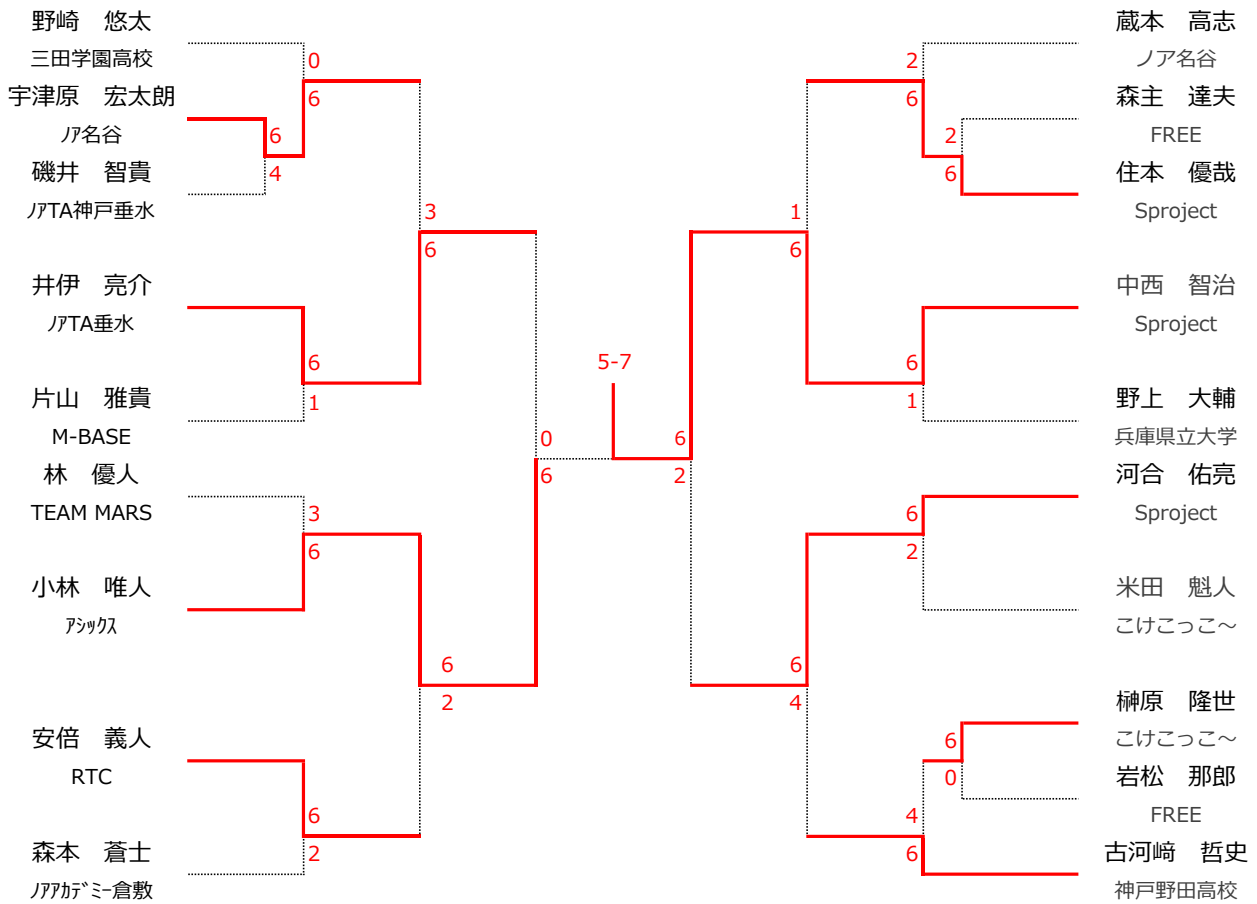 野崎　悠太
三田学園高校
0
6
宇津原　宏太朗
ﾉｱ名谷
6
4
磯井　智貴
ﾉｱTA神戸垂水
3
6
井伊　亮介
ﾉｱTA垂水
6
1
片山　雅貴
M-BASE
0
6
林　優人
TEAM MARS
3
6
小林　唯人
ｱｼｯｸｽ
6
2
安倍　義人
RTC
6
2
森本　蒼士
ﾉｱｱｶﾃﾞﾐｰ倉敷
5-7
蔵本　高志
ノア名谷
2
6
森主　達夫
FREE
2
6
住本　優哉
Sproject
1
6
中西　智治
Sproject
6
1
野上　大輔
兵庫県立大学
6
2
河合　佑亮
Sproject
6
2
米田　魁人
こけこっこ～
6
4
榊原　隆世
こけこっこ～
6
0
岩松　那郎
FREE
4
6
古河﨑　哲史
神戸野田高校